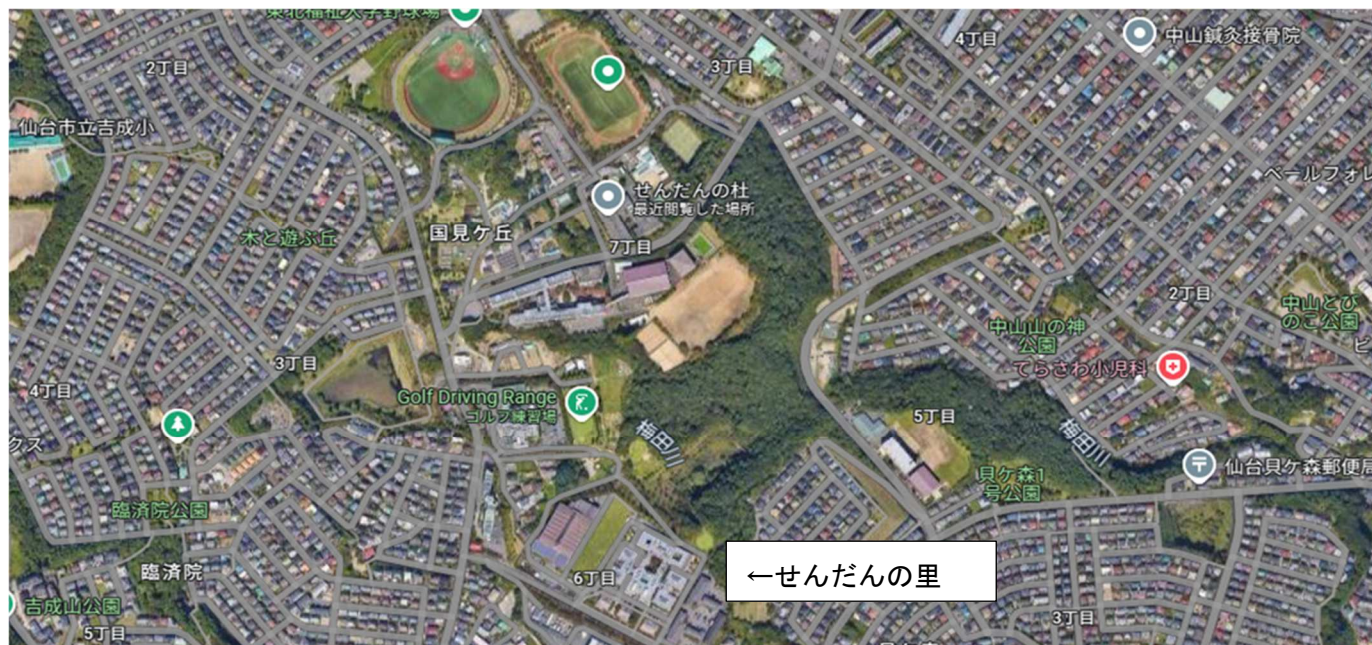 東北福祉大学野球場
中山鍼灸接骨院
4丁目
2丁目
3丁目
仙台市立吉成小
ベールフォレ
せんだんの杜
最近閲覧した場所
木と遊ぶ丘
国見ケ丘
7丁目
2丁目
中山とび
のこ公園
中山山の神
公園
てらさわ小児科
3丁目
4丁目
Golf Driving Range
ゴルフ練習場
5丁目
梅田川
梅田川
クス
仙台貝ケ森郵便局
貝ケ森1
号公園
臨済院公園
臨済院
6丁目
←せんだんの里
吉成山公園
5丁目
3丁目